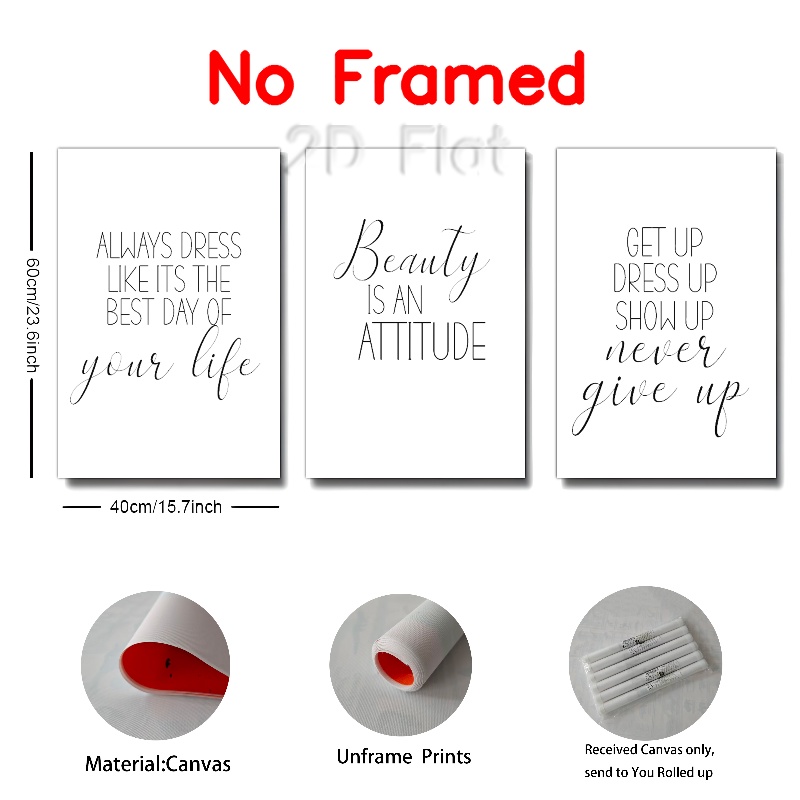 No Framed
2D Flat
60cm/23.6inch
ALWAYS DRESS
LIKE ITS THE
BEST DAY OF
your life
Beauty
IS AN
ATTITUDE
GET UP
DRESS UP
SHOW UP
never
give up
40cm/15.7inch
Material:Canvas
Unframe Prints
Received Canvas only,
send to You Rolled up